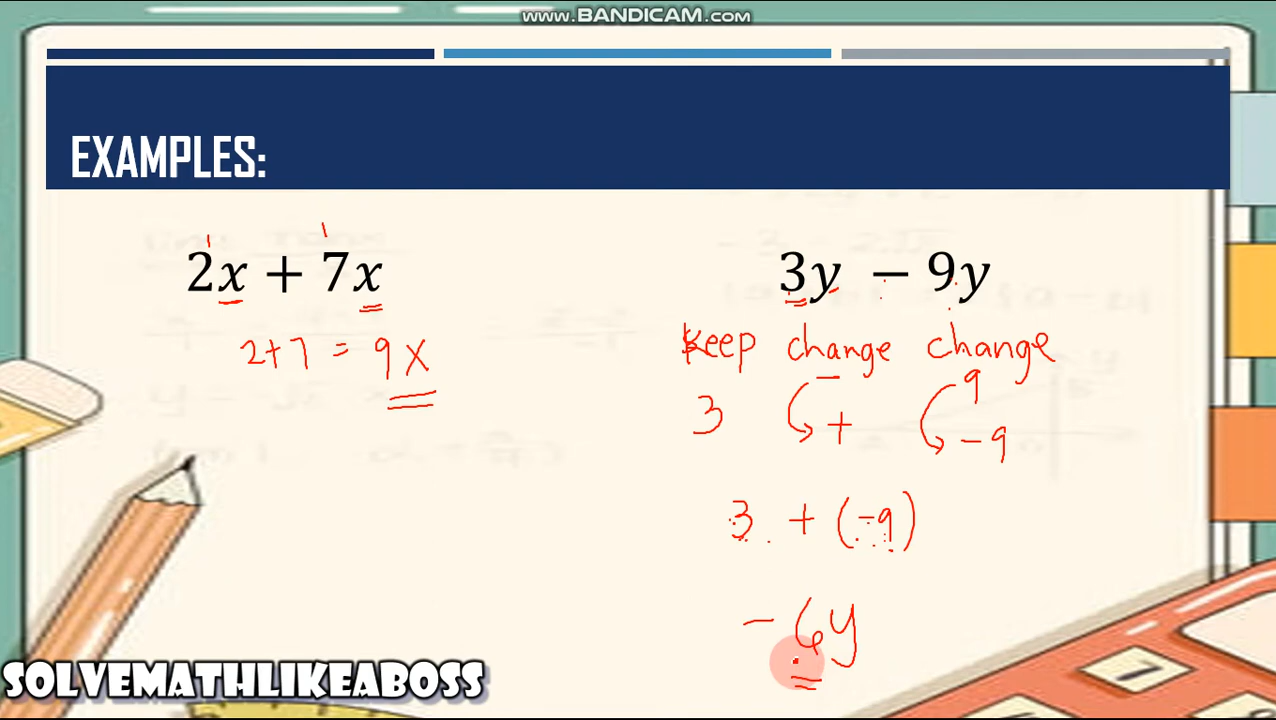 WWW.BANDICAM.COM
EXAMPLES:
2x + 7x
2+7 = 9x
3y − 9y
keep change change
− 9
3 + −9
3 + (−9)
−6y
SOLVEMATHLIKEABOSS
7